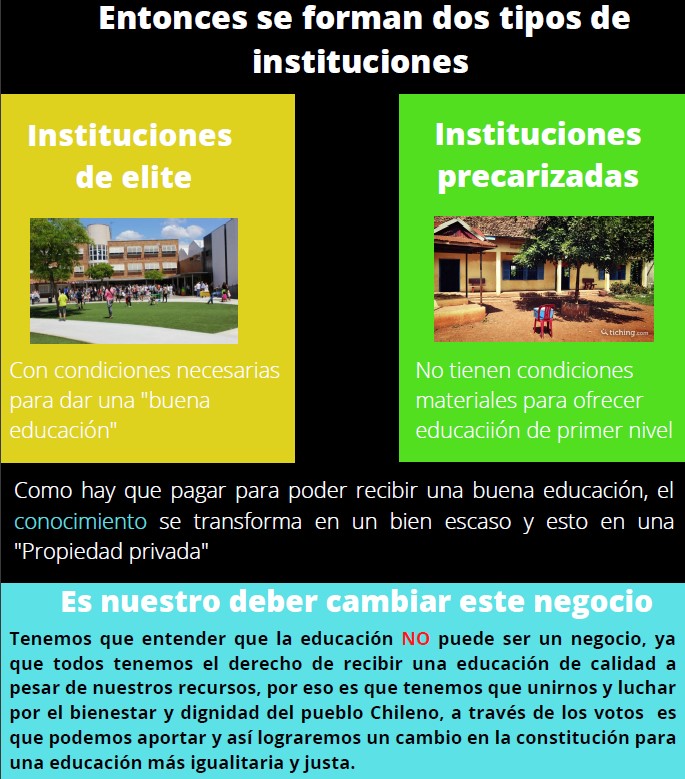 Entonces se forman dos tipos de
instituciones
Instituciones
de elite
Con condiciones necesarias
para dar una "buena
educación"
Instituciones
precarizadas
tiching.com
No tienen condiciones
materiales para ofrecer
educaciión de primer nivel
Como hay que pagar para poder recibir una buena educación, el
conocimiento se transforma en un bien escaso y esto en una
"Propiedad privada"
Es nuestro deber cambiar este negocio
Tenemos que entender que la educación NO puede ser un negocio, ya
que todos tenemos el derecho de recibir una educación de calidad a
pesar de nuestros recursos, por eso es que tenemos que unirnos y luchar
por el bienestar y dignidad del pueblo Chileno, a través de los votos es
que podemos aportar y así lograremos un cambio en la constitución para
una educación más igualitaria y justa.